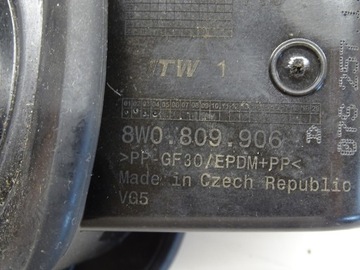 TW 1
8W0.809.906 A
>PP-GF30/EPDM+PP<
Made in Czech Republic
VG5